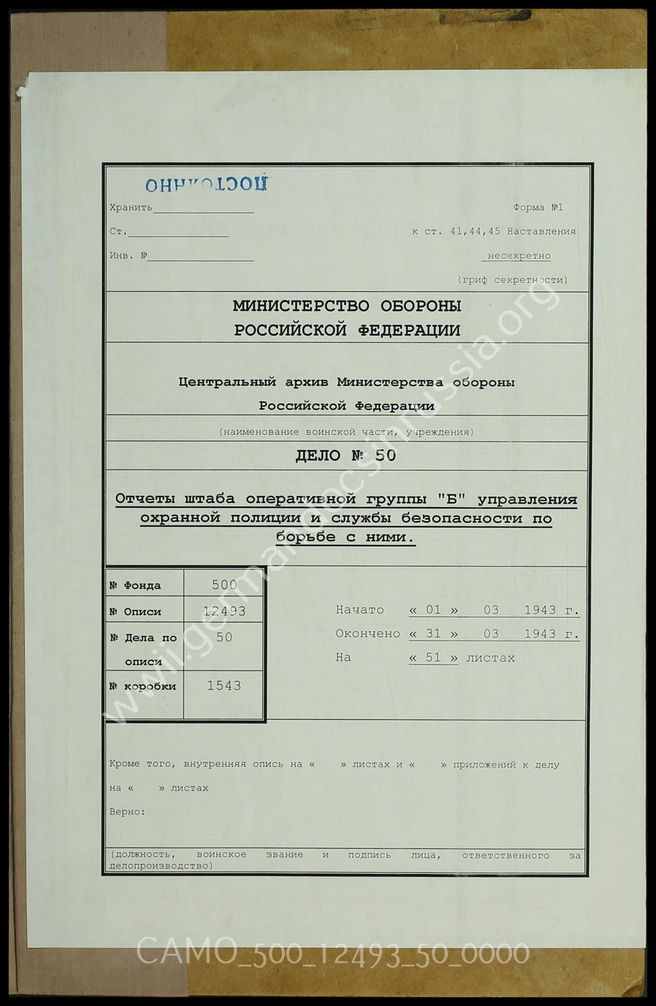 ПОСТОЯННО
Хранить
Форма №1
Ст.
к ст. 41,44,45 Наставления
Инв. №
несекретно
(гриф секретности)
МИНИСТЕРСТВО ОБОРОНЫ
РОССИЙСКОЙ ФЕДЕРАЦИИ
Центральный архив Министерства обороны
Российской Федерации
(наименование воинской части, учреждения)
ДЕЛО № 50
Отчеты штаба оперативной группы "Б" управления
охранной полиции и службы безопасности по
борьбе с ними.
№ Фонда 500
№ Описи 12493
№ Дела по 50
описи
№ коробки 1543
Начато « 01 » 03 1943 г.
Окончено « 31 » 03 1943 г.
На « 51 » листах
Кроме того, внутренняя опись на « » листах и « » приложений к делу
на « » листах
Верно:
(должность, воинское звание и подпись лица, ответственного за
делопроизводство)
www.germandocsinrussia.org
CAMO_500_12493_50_0000